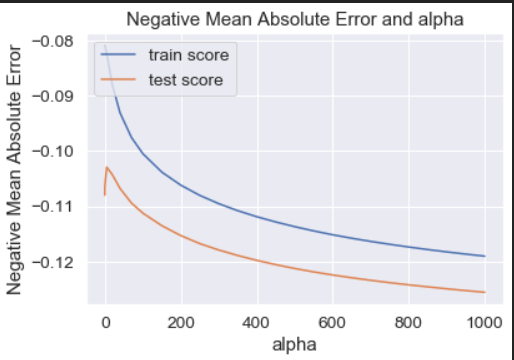 Negative Mean Absolute Error and alpha
Negative Mean Absolute Error
−0.08
−0.09
−0.10
−0.11
−0.12
train score
test score
0 200 400 600 800 1000
alpha